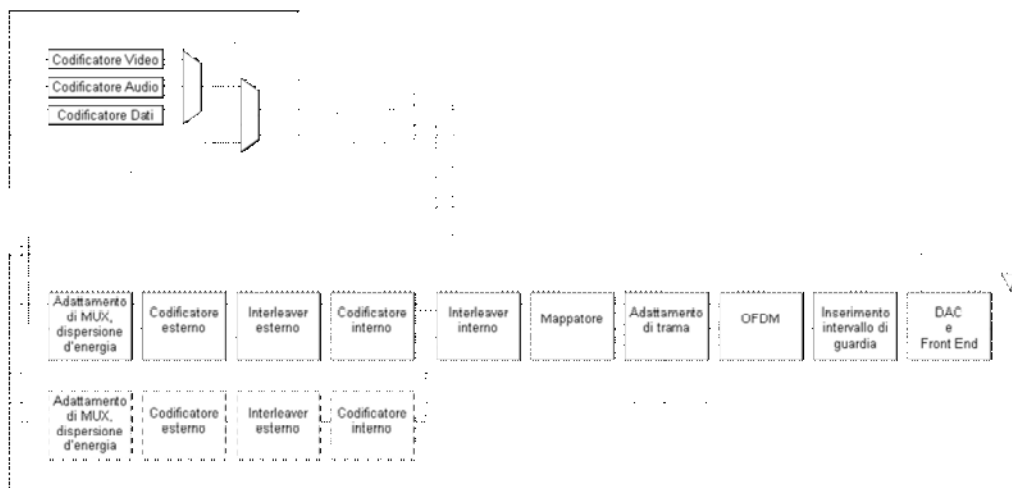 Codificatore Video
Codificatore Audio
Codificatore Dati
Adattamento
di MUX,
dispersione
d'energia
Codificatore
esterno
Interleaver
esterno
Codificatore
interno
Interleaver
interno
Mappatore
Adattamento
di trama
OFDM
Inserimento
intervallo di
guardia
DAC
e
Front End
Adattamento
di MUX,
dispersione
d'energia
Codificatore
esterno
Interleaver
esterno
Codificatore
interno